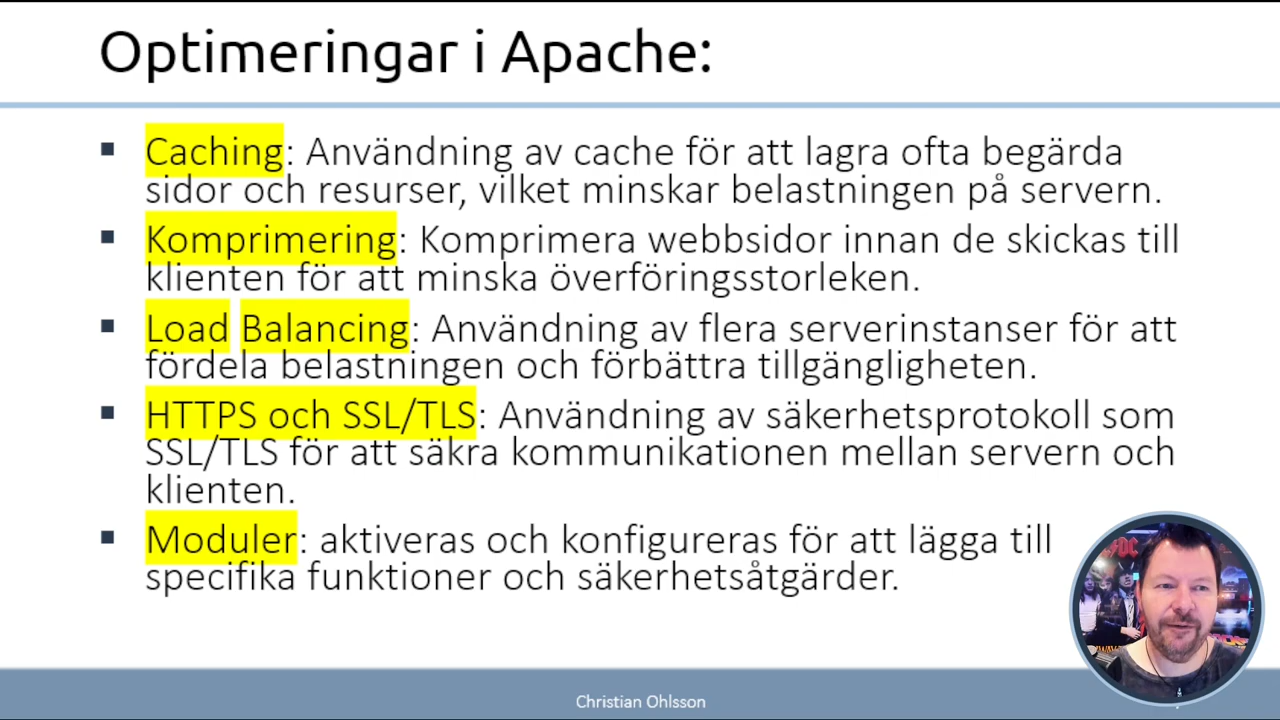 Optimeringar i Apache:
▪ Caching: Användning av cache för att lagra ofta begärda
sidor och resurser, vilket minskar belastningen på servern.
▪ Komprimering: Komprimera webbsidor innan de skickas till
klienten för att minska överföringsstorleken.
▪ Load Balancing: Användning av flera serverinstanser för att
fördela belastningen och förbättra tillgängligheten.
▪ HTTPS och SSL/TLS: Användning av säkerhetsprotokoll som
SSL/TLS för att säkra kommunikationen mellan servern och
klienten.
▪ Moduler: aktiveras och konfigureras för att lägga till
specifika funktioner och säkerhetsåtgärder.
Christian Ohlsson